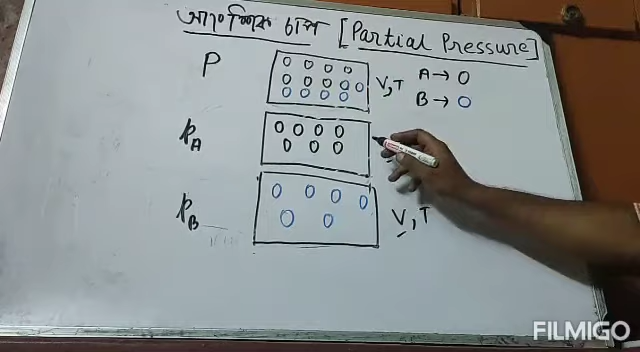 আংশিক চাপ [Partial Pressure]
P V, T A → O
B → O
PA
PB V, T
FILMIGO